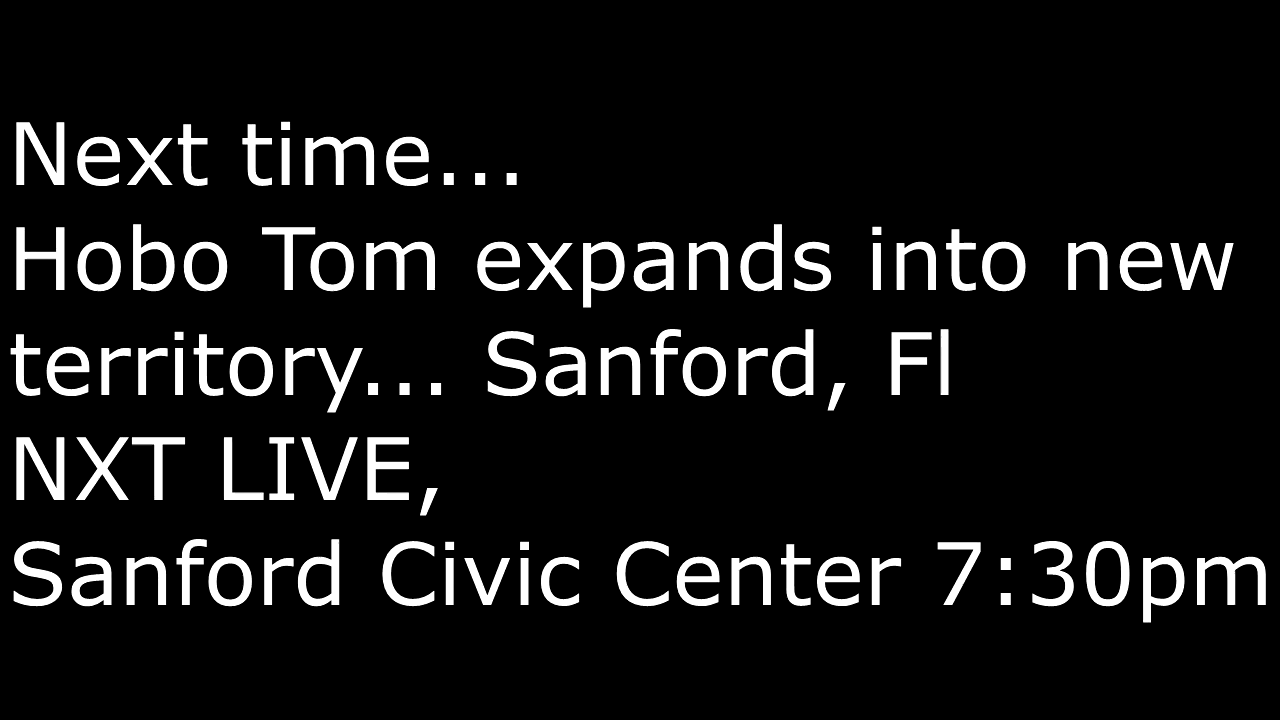 Next time...
Hobo Tom expands into new
territory... Sanford, Fl
NXT LIVE,
Sanford Civic Center 7:30pm